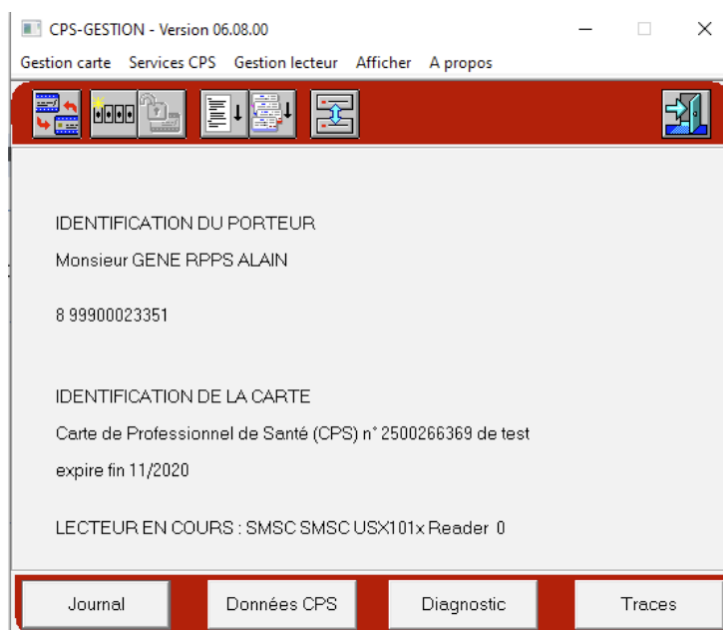 CPS-GESTION - Version 06.08.00
Gestion carte Services CPS Gestion lecteur Afficher A propos
IDENTIFICATION DU PORTEUR
Monsieur GENE RPPS ALAIN
8 99900023351
IDENTIFICATION DE LA CARTE
Carte de Professionnel de Santé (CPS) n° 2500266369 de test
expire fin 11/2020
LECTEUR EN COURS : SMSC SMSC USX101x Reader 0
Journal Données CPS Diagnostic Traces